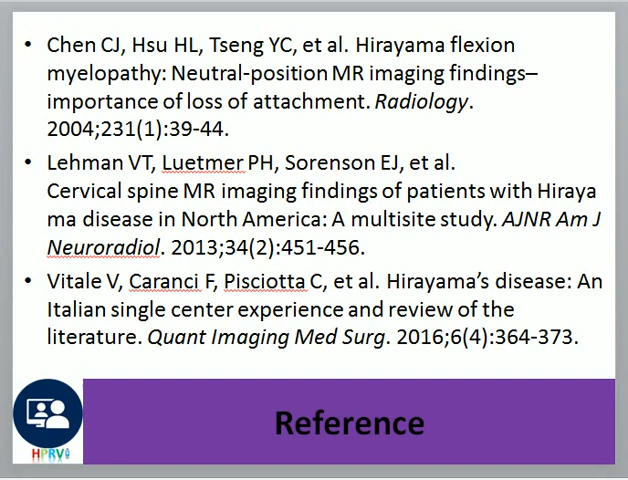 • Chen CJ, Hsu HL, Tseng YC, et al. Hirayama flexion
myelopathy: Neutral-position MR imaging findings–
importance of loss of attachment. Radiology.
2004;231(1):39-44.
• Lehman VT, Luetmer PH, Sorenson EJ, et al.
Cervical spine MR imaging findings of patients with Hiraya
ma disease in North America: A multisite study. AJNR Am J
Neuroradiol. 2013;34(2):451-456.
• Vitale V, Caranci F, Pisciotta C, et al. Hirayama’s disease: An
Italian single center experience and review of the
literature. Quant Imaging Med Surg. 2016;6(4):364-373.
Reference
HPRV